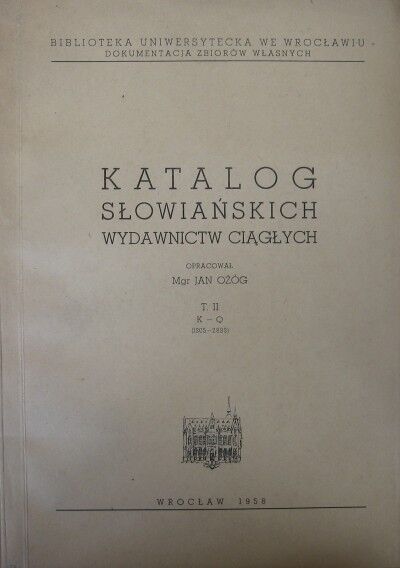 BIBLIOTEKA UNIWERSYTECKA WE WROCŁAWIU
DOKUMENTACJA ZBIORÓW WŁASNYCH
KATALOG
SŁOWIAŃSKICH
WYDAWNICTW CIĄGŁYCH
OPRACOWAŁ
Mgr JAN OŻÓG
T. II
K – Q
WROCŁAW 1958